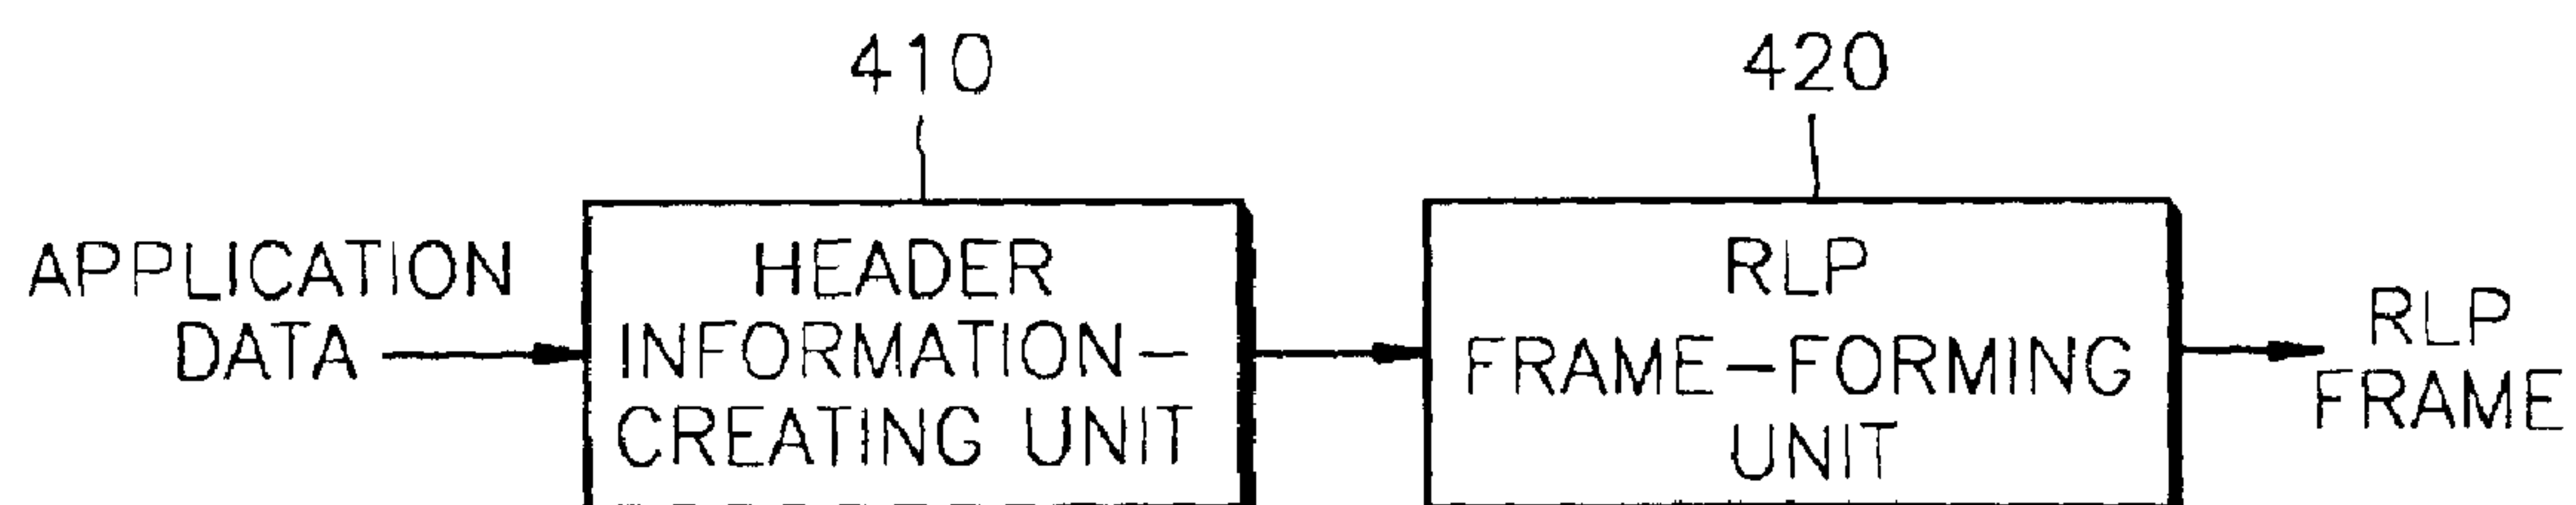 410
420
APPLICATION
DATA
HEADER
INFORMATION-
CREATING UNIT
RLP
FRAME-FORMING
UNIT
RLP
FRAME